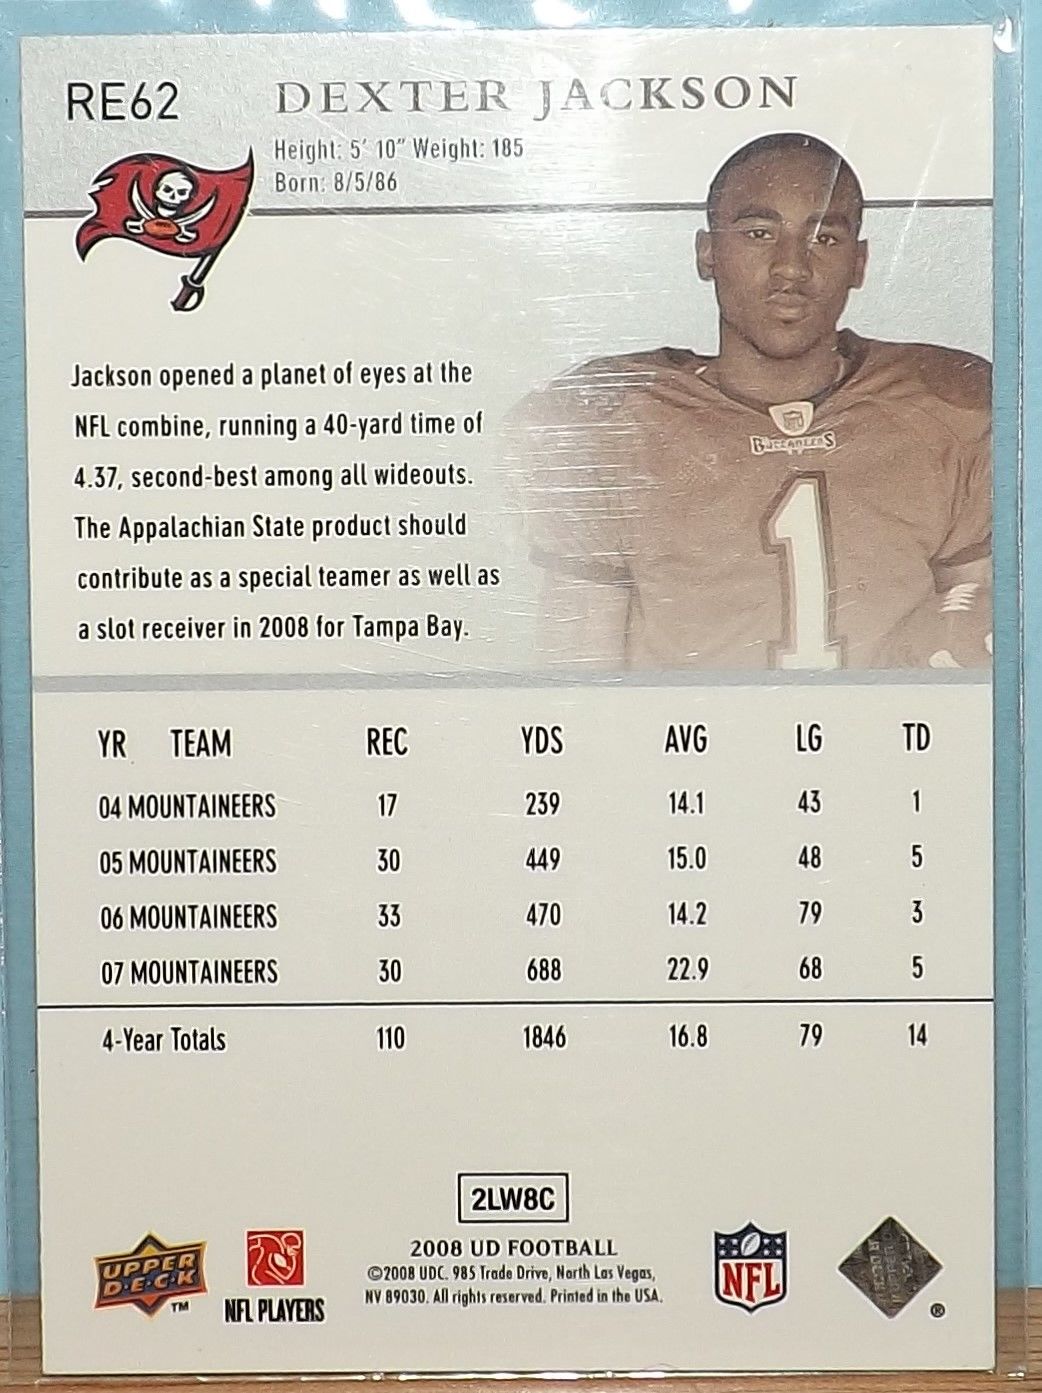 RE62
DEXTER JACKSON
Height: 5' 10" Weight: 185
Born: 8/5/86
Jackson opened a planet of eyes at the
NFL combine, running a 40-yard time of
4.37, second-best among all wideouts.
The Appalachian State product should
contribute as a special teamer as well as
a slot receiver in 2008 for Tampa Bay.
BUCCANEERS
1
YR TEAM REC YDS AVG LG TD
04 MOUNTAINEERS 17 239 14.1 43 1
05 MOUNTAINEERS 30 449 15.0 48 5
06 MOUNTAINEERS 33 470 14.2 79 3
07 MOUNTAINEERS 30 688 22.9 68 5
4-Year Totals 110 1846 16.8 79 14
2LW8C
2008 UD FOOTBALL
©2008 UDC. 985 Trade Drive, North Las Vegas,
NV 89030. All rights reserved. Printed in the USA.
UPPER
D·E·C·K
TM
NFL PLAYERS
NFL
®